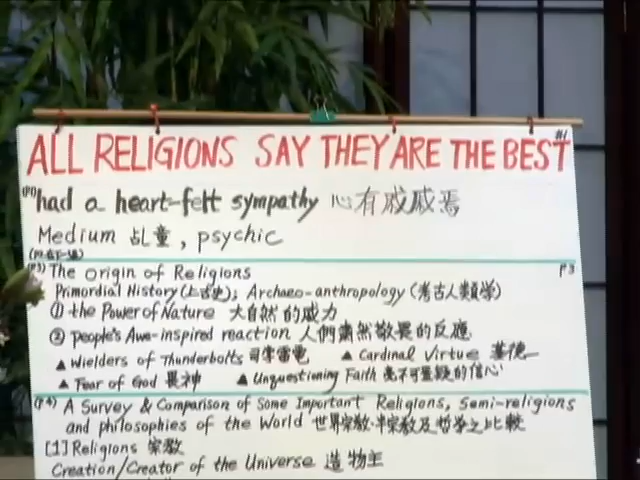 ALL RELIGIONS SAY THEY'ARE THE BEST #1
had a heart-felt sympathy 心有戚戚焉
Medium 乩童, psychic
(P3) The origin of Religions P3
Primordial History (上古史); Archaeo-anthropology (考古人類學)
① the Power of Nature 大自然的威力
② people's Awe-inspired reaction 人們肅然敬畏的反應
▲ Wielders of Thunderbolts 司掌雷電 ▲ Cardinal Virtue 基德
▲ Fear of God 畏神 ▲ Unquestioning Faith 毫不置疑的信心
(P4) A Survey & Comparison of Some Important Religions, Semi-religions
and philosophies of the World 世界宗教·半宗教及哲學之比較
[1] Religions 宗教
Creation/Creator of the Universe 造物主